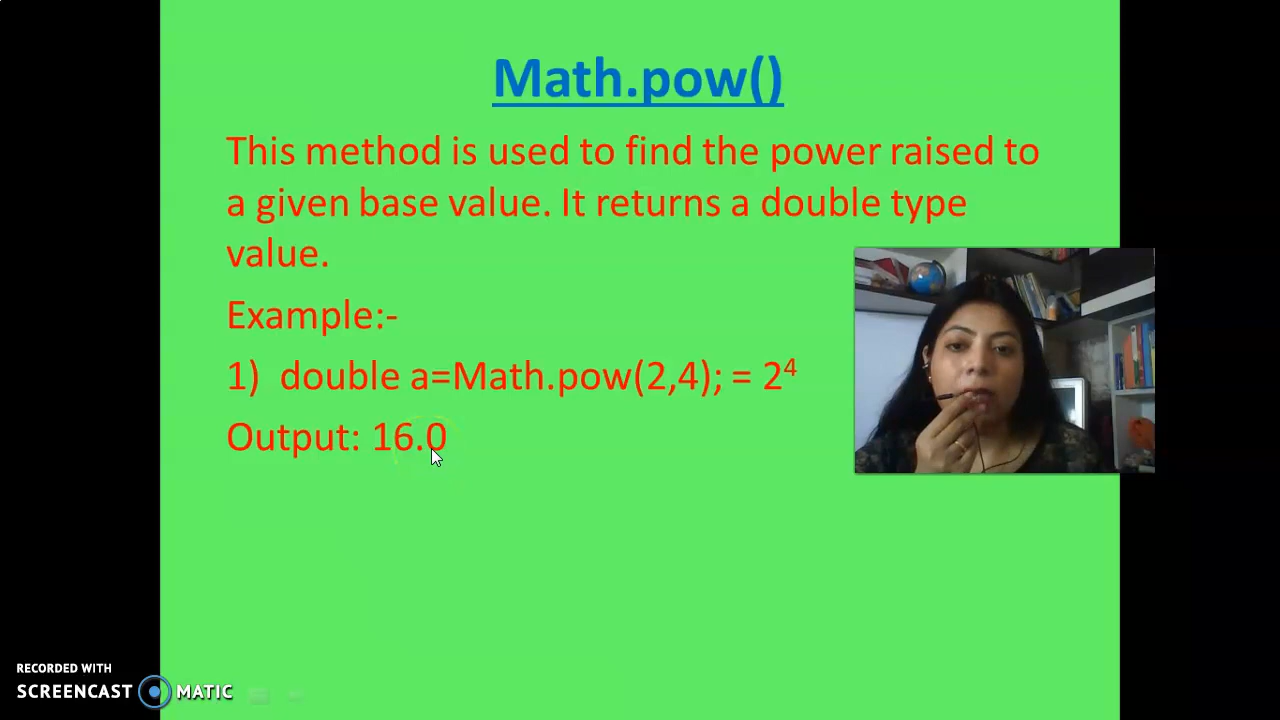 Math.pow()
This method is used to find the power raised to
a given base value. It returns a double type
value.
Example:-
1) double a=Math.pow(2,4); = 2⁴
Output: 16.0
RECORDED WITH
SCREENCAST MATIC